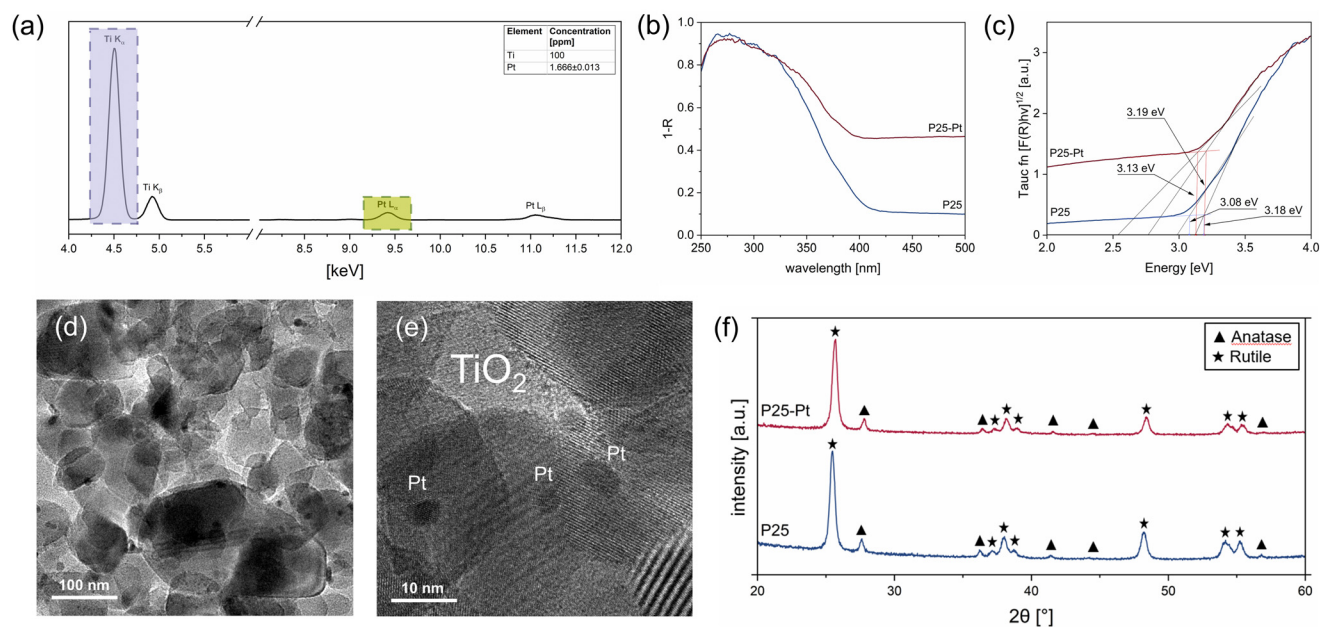 (a)
Ti Kα
Ti Kβ
Pt Lα
Pt Lβ
Element Concentration [ppm]
Ti 100
Pt 1.666±0.013
4.0 4.5 5.0 5.5 9.0 9.5 10.0 10.5 11.0 11.5 12.0
[keV]
(b)
1.0
0.8
0.6
0.4
0.2
0.0
1-R
P25-Pt
P25
250 300 350 400 450 500
wavelength [nm]
(c)
3
2
1
0
Tauc fn [F(R)hv]1/2 [a.u.]
P25-Pt
P25
3.19 eV
3.13 eV
3.08 eV
3.18 eV
2.0 2.5 3.0 3.5 4.0
Energy [eV]
(d)
100 nm
(e)
TiO2
Pt
Pt
Pt
10 nm
(f)
▲ Anatase
★ Rutile
P25-Pt
P25
intensity [a.u.]
20 30 40 50 60
2θ [°]